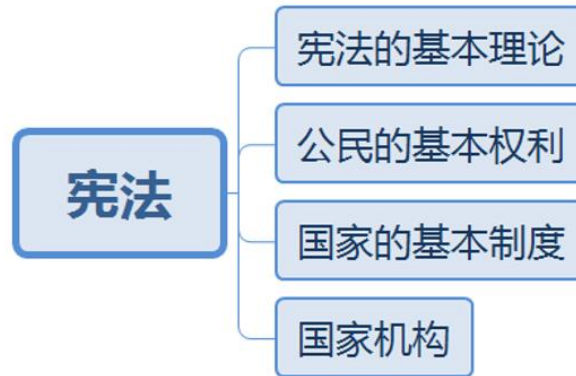 宪法
宪法的基本理论
公民的基本权利
国家的基本制度
国家机构